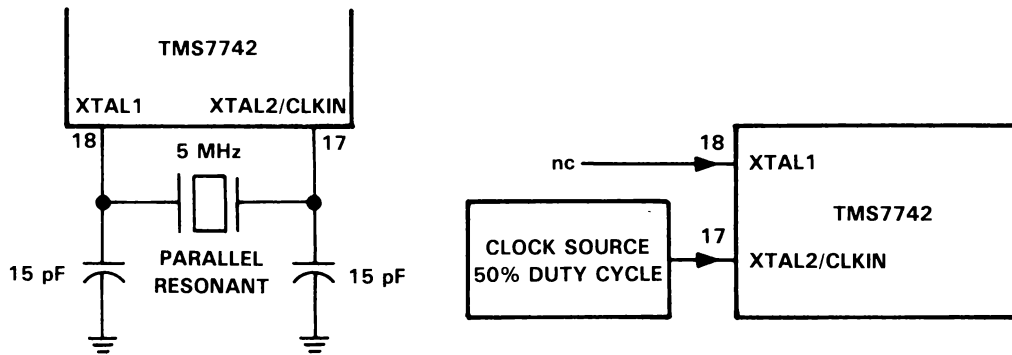 TMS7742
XTAL1 XTAL2/CLKIN
18 17
5 MHz
PARALLEL
RESONANT
15 pF 15 pF
nc
18
XTAL1
TMS7742
CLOCK SOURCE
50% DUTY CYCLE
17
XTAL2/CLKIN